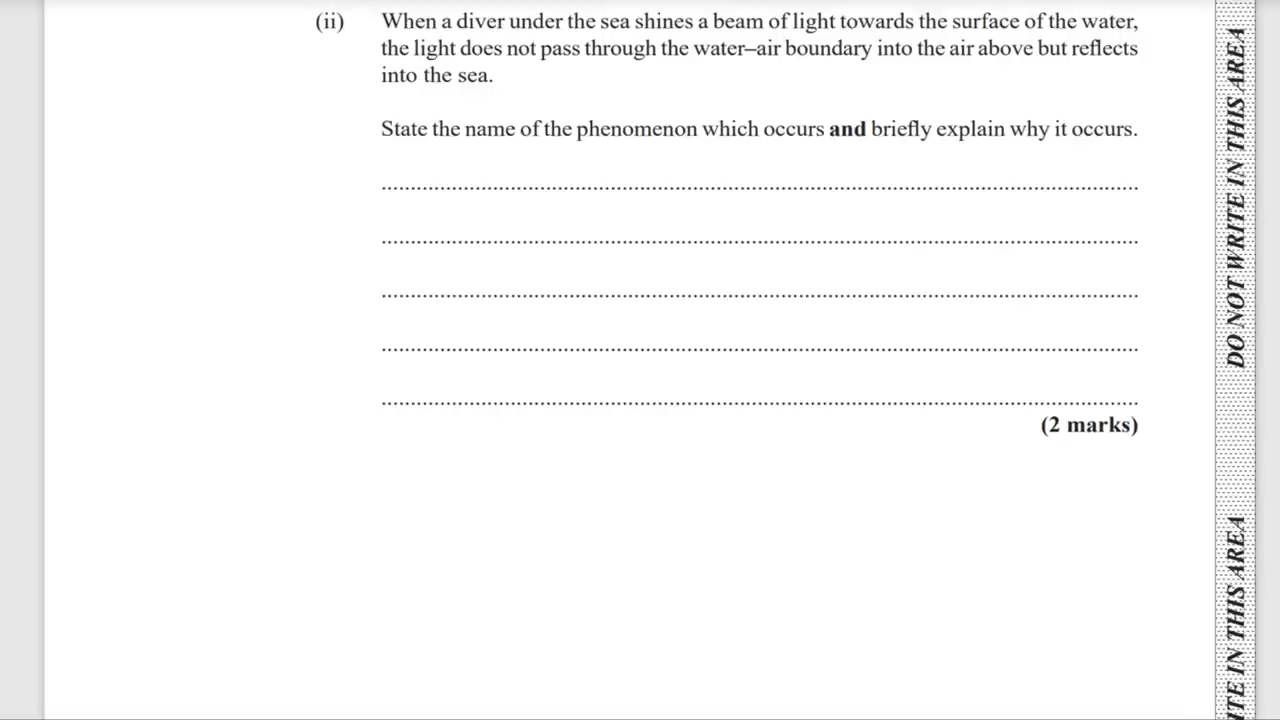 (ii) When a diver under the sea shines a beam of light towards the surface of the water,
the light does not pass through the water–air boundary into the air above but reflects
into the sea.
State the name of the phenomenon which occurs and briefly explain why it occurs.
(2 marks)
DO NOT WRITE IN THIS AREA
TE IN THIS AREA